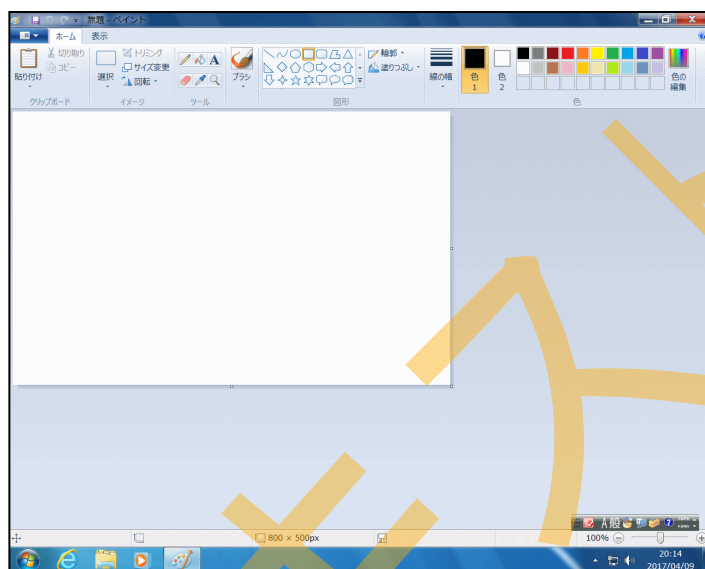 無題 - ペイント
ホーム 表示
貼り付け
切り取り
コピー
クリップボード
選択
トリミング
サイズ変更
回転
イメージ
A
ツール
ブラシ
輪郭
塗りつぶし
図形
線の幅
色
1
色
2
色の
編集
色
800 × 500px
100%
A 般
20:14
2017/04/09